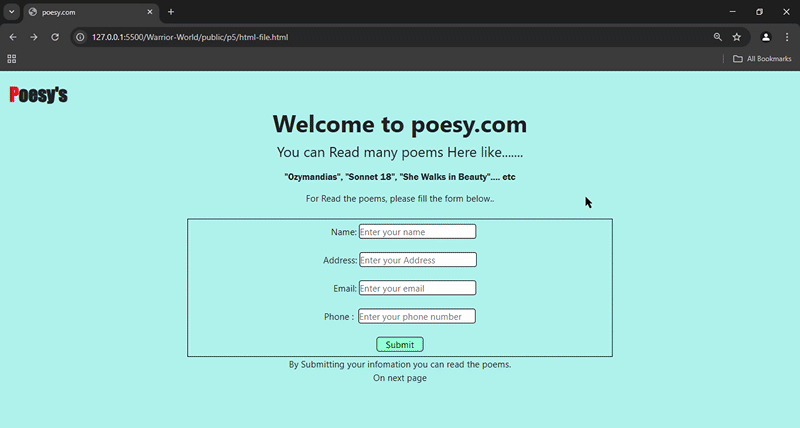 poesy.com
127.0.0.1:5500/Warrior-World/public/p5/html-file.html
All Bookmarks
Poesy's
Welcome to poesy.com
You can Read many poems Here like.......
"Ozymandias", "Sonnet 18", "She Walks in Beauty".... etc
For Read the poems, please fill the form below..
Name: Enter your name
Address: Enter your Address
Email: Enter your email
Phone : Enter your phone number
Submit
By Submitting your infomation you can read the poems.
On next page